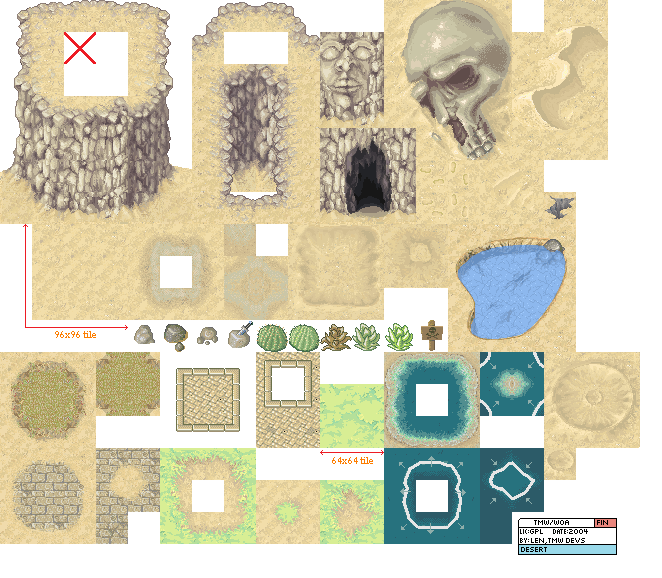 96x96 tile
64x64 tile
TMW/WOA FIN
LIC:GPL DATE:2004
BY: LEN, TMW DEVS
DESERT